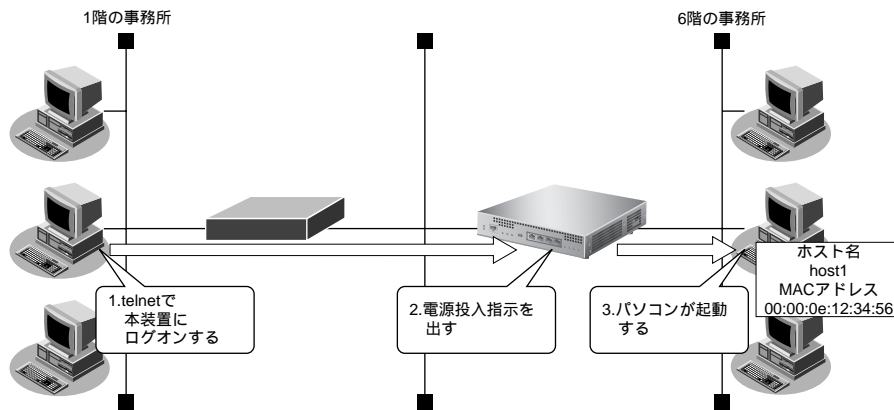 1階の事務所
6階の事務所
1.telnetで
本装置に
ログオンする
2.電源投入指示を
出す
3.パソコンが起動
する
ホスト名
host1
MACアドレス
00:00:0e:12:34:56